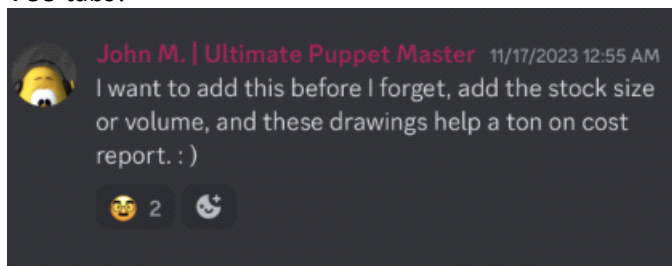 John M. | Ultimate Puppet Master 11/17/2023 12:55 AM
I want to add this before I forget, add the stock size
or volume, and these drawings help a ton on cost
report. : )
2